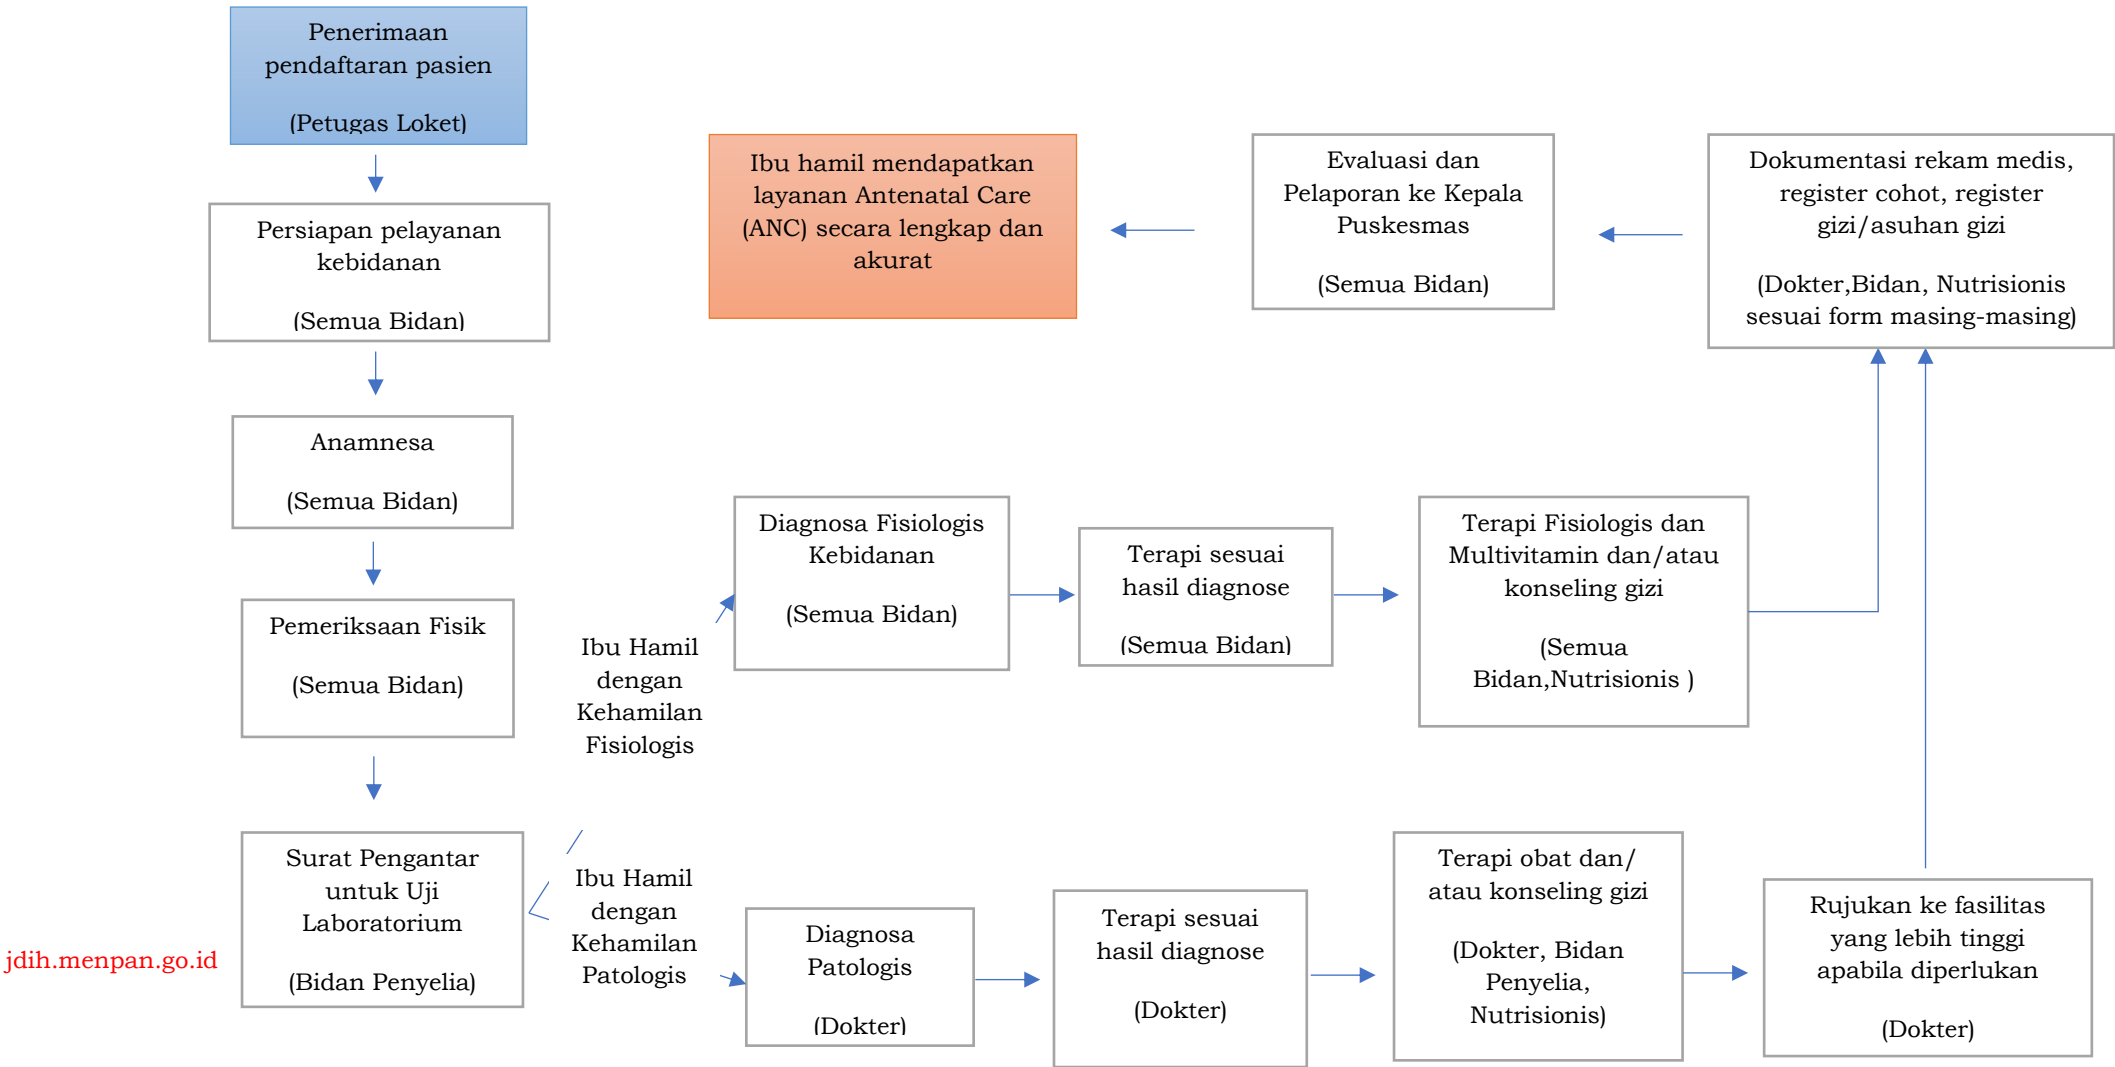 Penerimaan
pendaftaran pasien
(Petugas Loket)
Persiapan pelayanan
kebidanan
(Semua Bidan)
Anamnesa
(Semua Bidan)
Pemeriksaan Fisik
(Semua Bidan)
Surat Pengantar
untuk Uji
Laboratorium
(Bidan Penyelia)
Ibu Hamil
dengan
Kehamilan
Fisiologis
Diagnosa Fisiologis
Kebidanan
(Semua Bidan)
Terapi sesuai
hasil diagnose
(Semua Bidan)
Terapi Fisiologis dan
Multivitamin dan/atau
konseling gizi
(Semua
Bidan,Nutrisionis )
Ibu Hamil
dengan
Kehamilan
Patologis
Diagnosa
Patologis
(Dokter)
Terapi sesuai
hasil diagnose
(Dokter)
Terapi obat dan/
atau konseling gizi
(Dokter, Bidan
Penyelia,
Nutrisionis)
Rujukan ke fasilitas
yang lebih tinggi
apabila diperlukan
(Dokter)
Dokumentasi rekam medis,
register cohot, register
gizi/asuhan gizi
(Dokter,Bidan, Nutrisionis
sesuai form masing-masing)
Evaluasi dan
Pelaporan ke Kepala
Puskesmas
(Semua Bidan)
Ibu hamil mendapatkan
layanan Antenatal Care
(ANC) secara lengkap dan
akurat
jdih.menpan.go.id